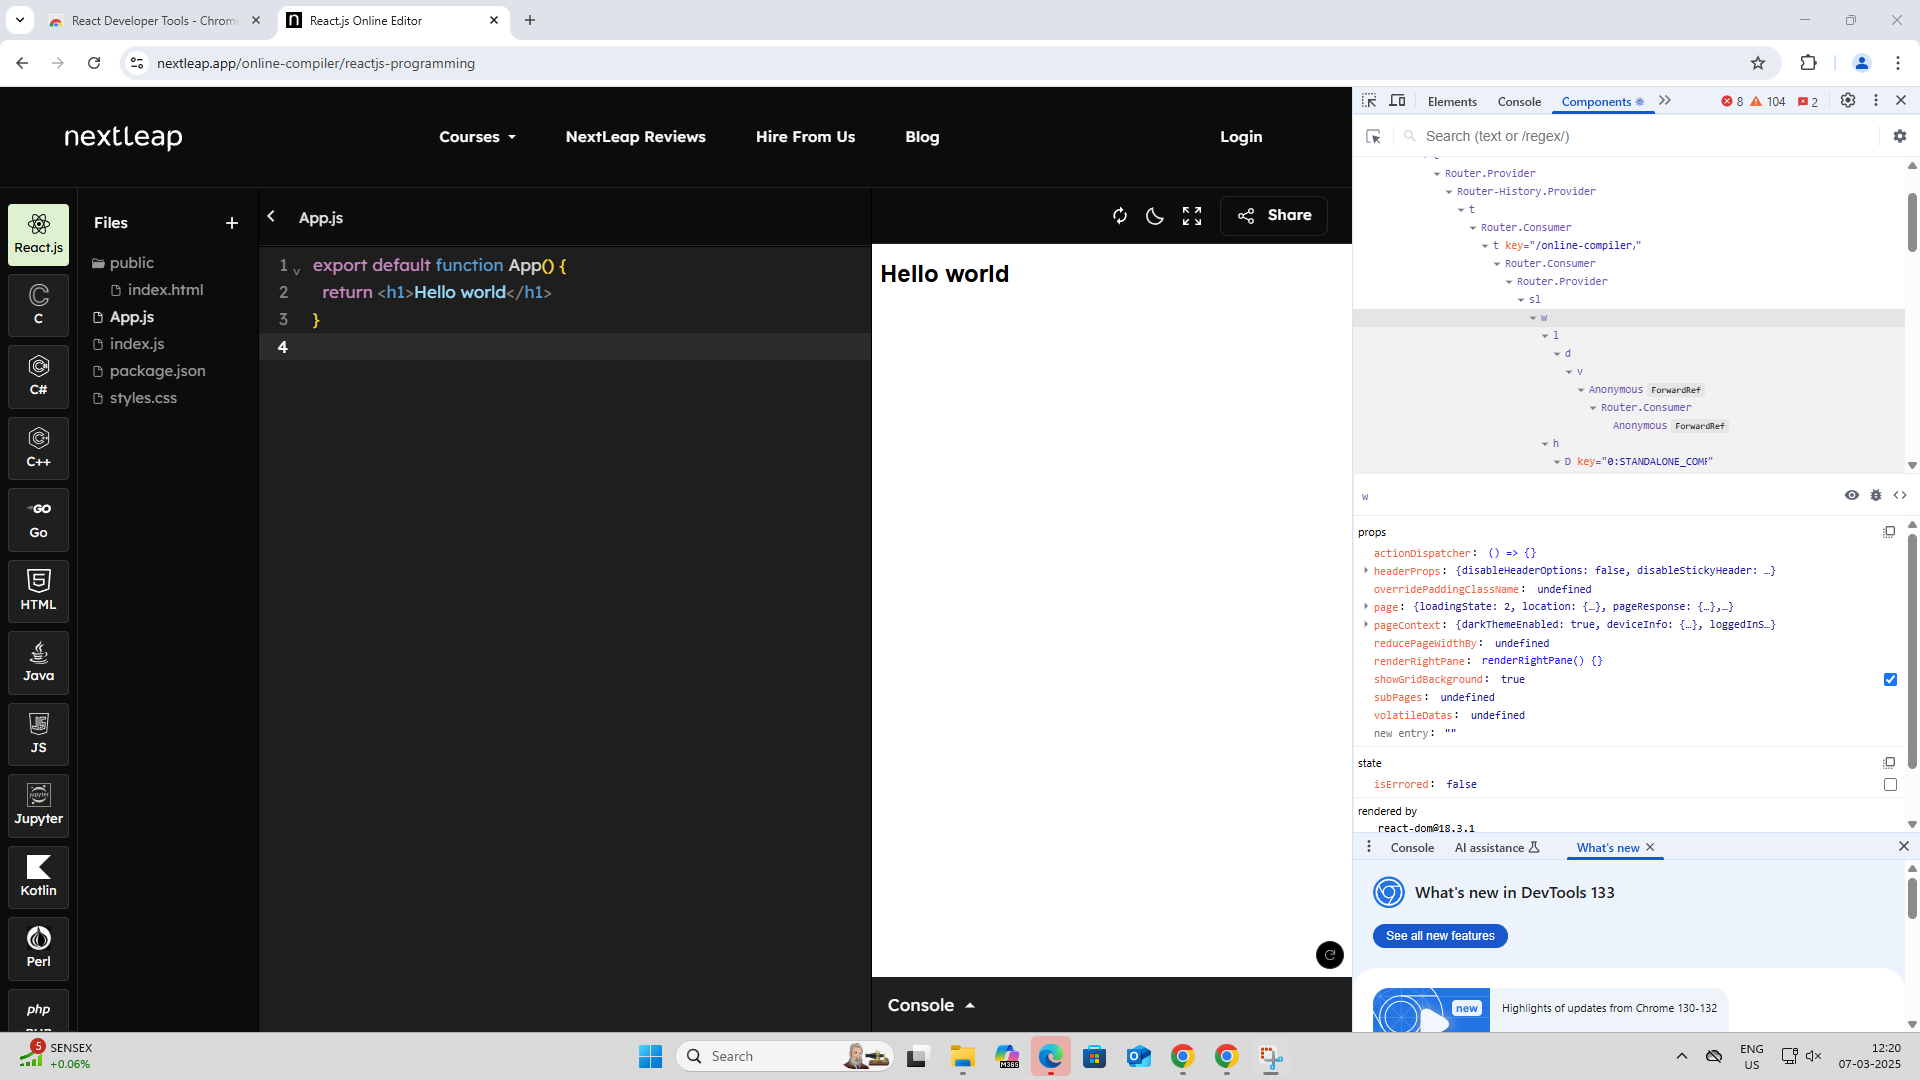 React Developer Tools - Chrome
React.js Online Editor
nextleap.app/online-compiler/reactjs-programming
nextleap
Courses
NextLeap Reviews
Hire From Us
Blog
Login
React.js
C
C#
C++
GO
Go
HTML
Java
JS
JS
jupyter
Jupyter
Kotlin
Perl
php
Files
public
index.html
App.js
index.js
package.json
styles.css
App.js
Share
1 export default function App() {
2 return <h1>Hello world</h1>
3 }
4
Hello world
Console
Elements
Console
Components
8
104
2
Search (text or /regex/)
Router.Provider
Router-History.Provider
t
Router.Consumer
t key="/online-compiler/"
Router.Consumer
Router.Provider
sl
w
l
d
v
Anonymous ForwardRef
Router.Consumer
Anonymous ForwardRef
h
D key="0:STANDALONE_COMP"
w
props
actionDispatcher: () => {}
headerProps: {disableHeaderOptions: false, disableStickyHeader: …}
overridePaddingClassName: undefined
page: {loadingState: 2, location: {…}, pageResponse: {…},…}
pageContext: {darkThemeEnabled: true, deviceInfo: {…}, loggedInS…}
reducePageWidthBy: undefined
renderRightPane: renderRightPane() {}
showGridBackground: true
subPages: undefined
volatileDatas: undefined
new entry: ""
state
isErrored: false
rendered by
react-dom@18.3.1
Console
AI assistance
What's new
What's new in DevTools 133
See all new features
new
Highlights of updates from Chrome 130-132
5
SENSEX
+0.06%
Search
M365
ENG
US
12:20
07-03-2025